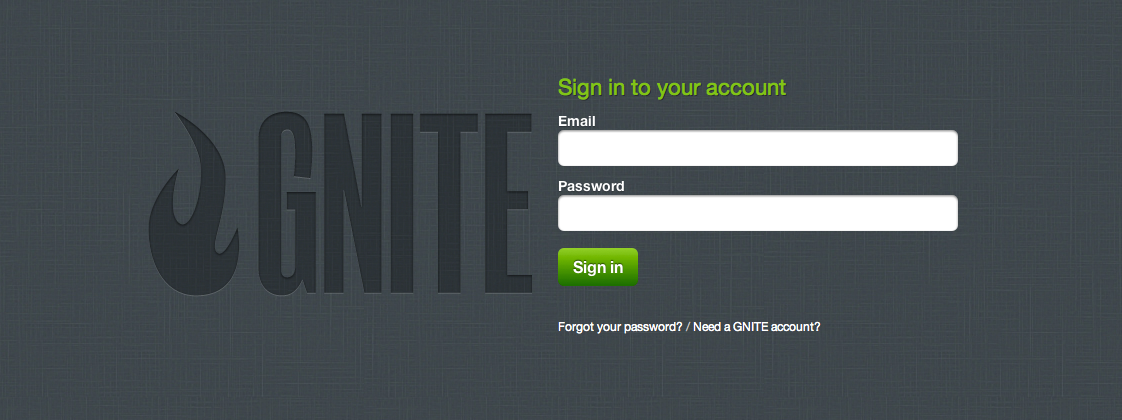 GNITE
Sign in to your account
Email
Password
Sign in
Forgot your password? / Need a GNITE account?